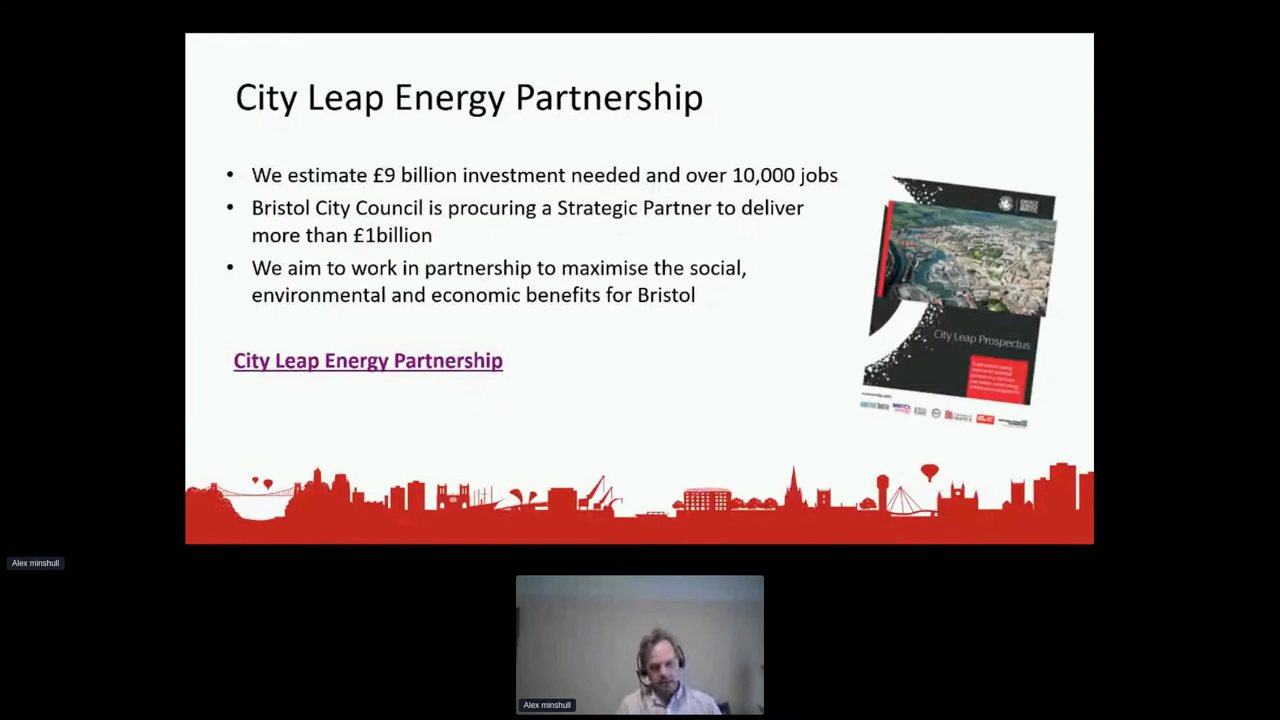 City Leap Energy Partnership
• We estimate £9 billion investment needed and over 10,000 jobs
• Bristol City Council is procuring a Strategic Partner to deliver
more than £1billion
• We aim to work in partnership to maximise the social,
environmental and economic benefits for Bristol
City Leap Energy Partnership
City Leap Prospectus
Alex minshull
Alex minshull